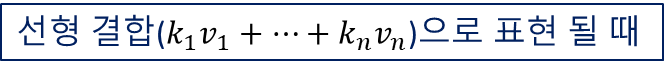 선형 결합(𝑘₁𝑣₁ + ⋯ + 𝑘ₙ𝑣ₙ)으로 표현 될 때